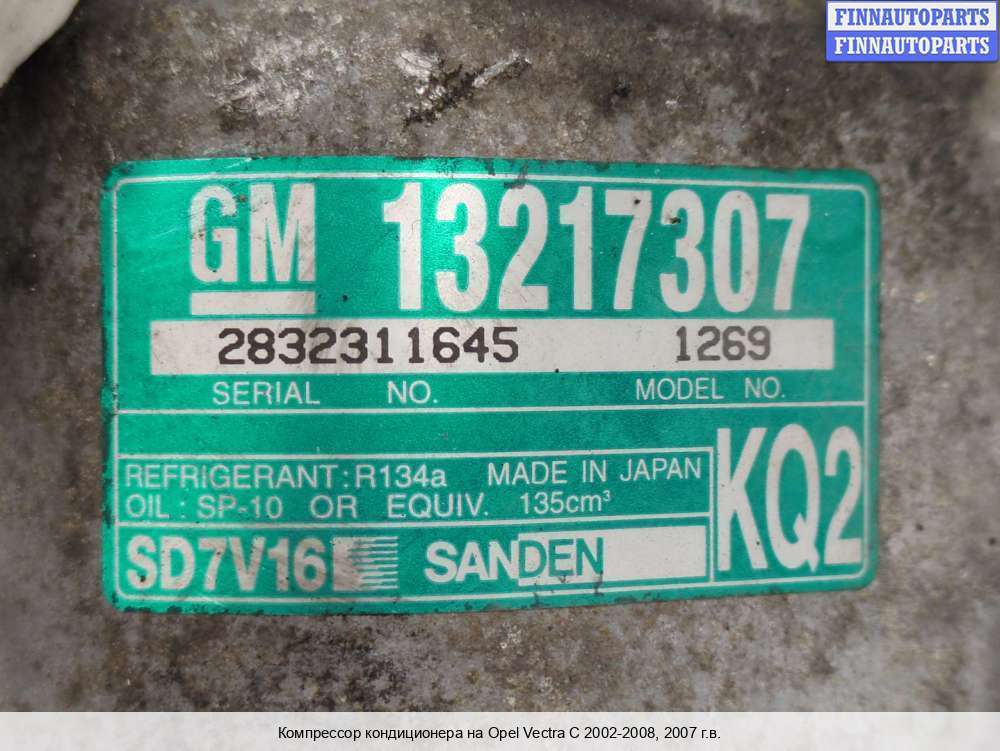 FINNAUTOPARTS
FINNAUTOPARTS
GM 13217307
2832311645 1269
SERIAL NO. MODEL NO.
REFRIGERANT:R134a MADE IN JAPAN
OIL : SP-10 OR EQUIV. 135cm³
KQ2
SD7V16 SANDEN
Компрессор кондиционера на Opel Vectra C 2002-2008, 2007 г.в.